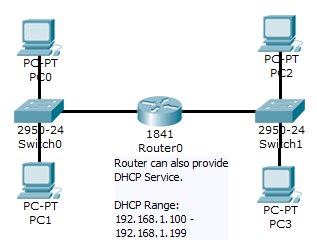 PC-PT
PC0
PC-PT
PC2
2950-24
Switch0
1841
Router0
2950-24
Switch1
Router can also provide
DHCP Service.
DHCP Range:
192.168.1.100 -
192.168.1.199
PC-PT
PC1
PC-PT
PC3